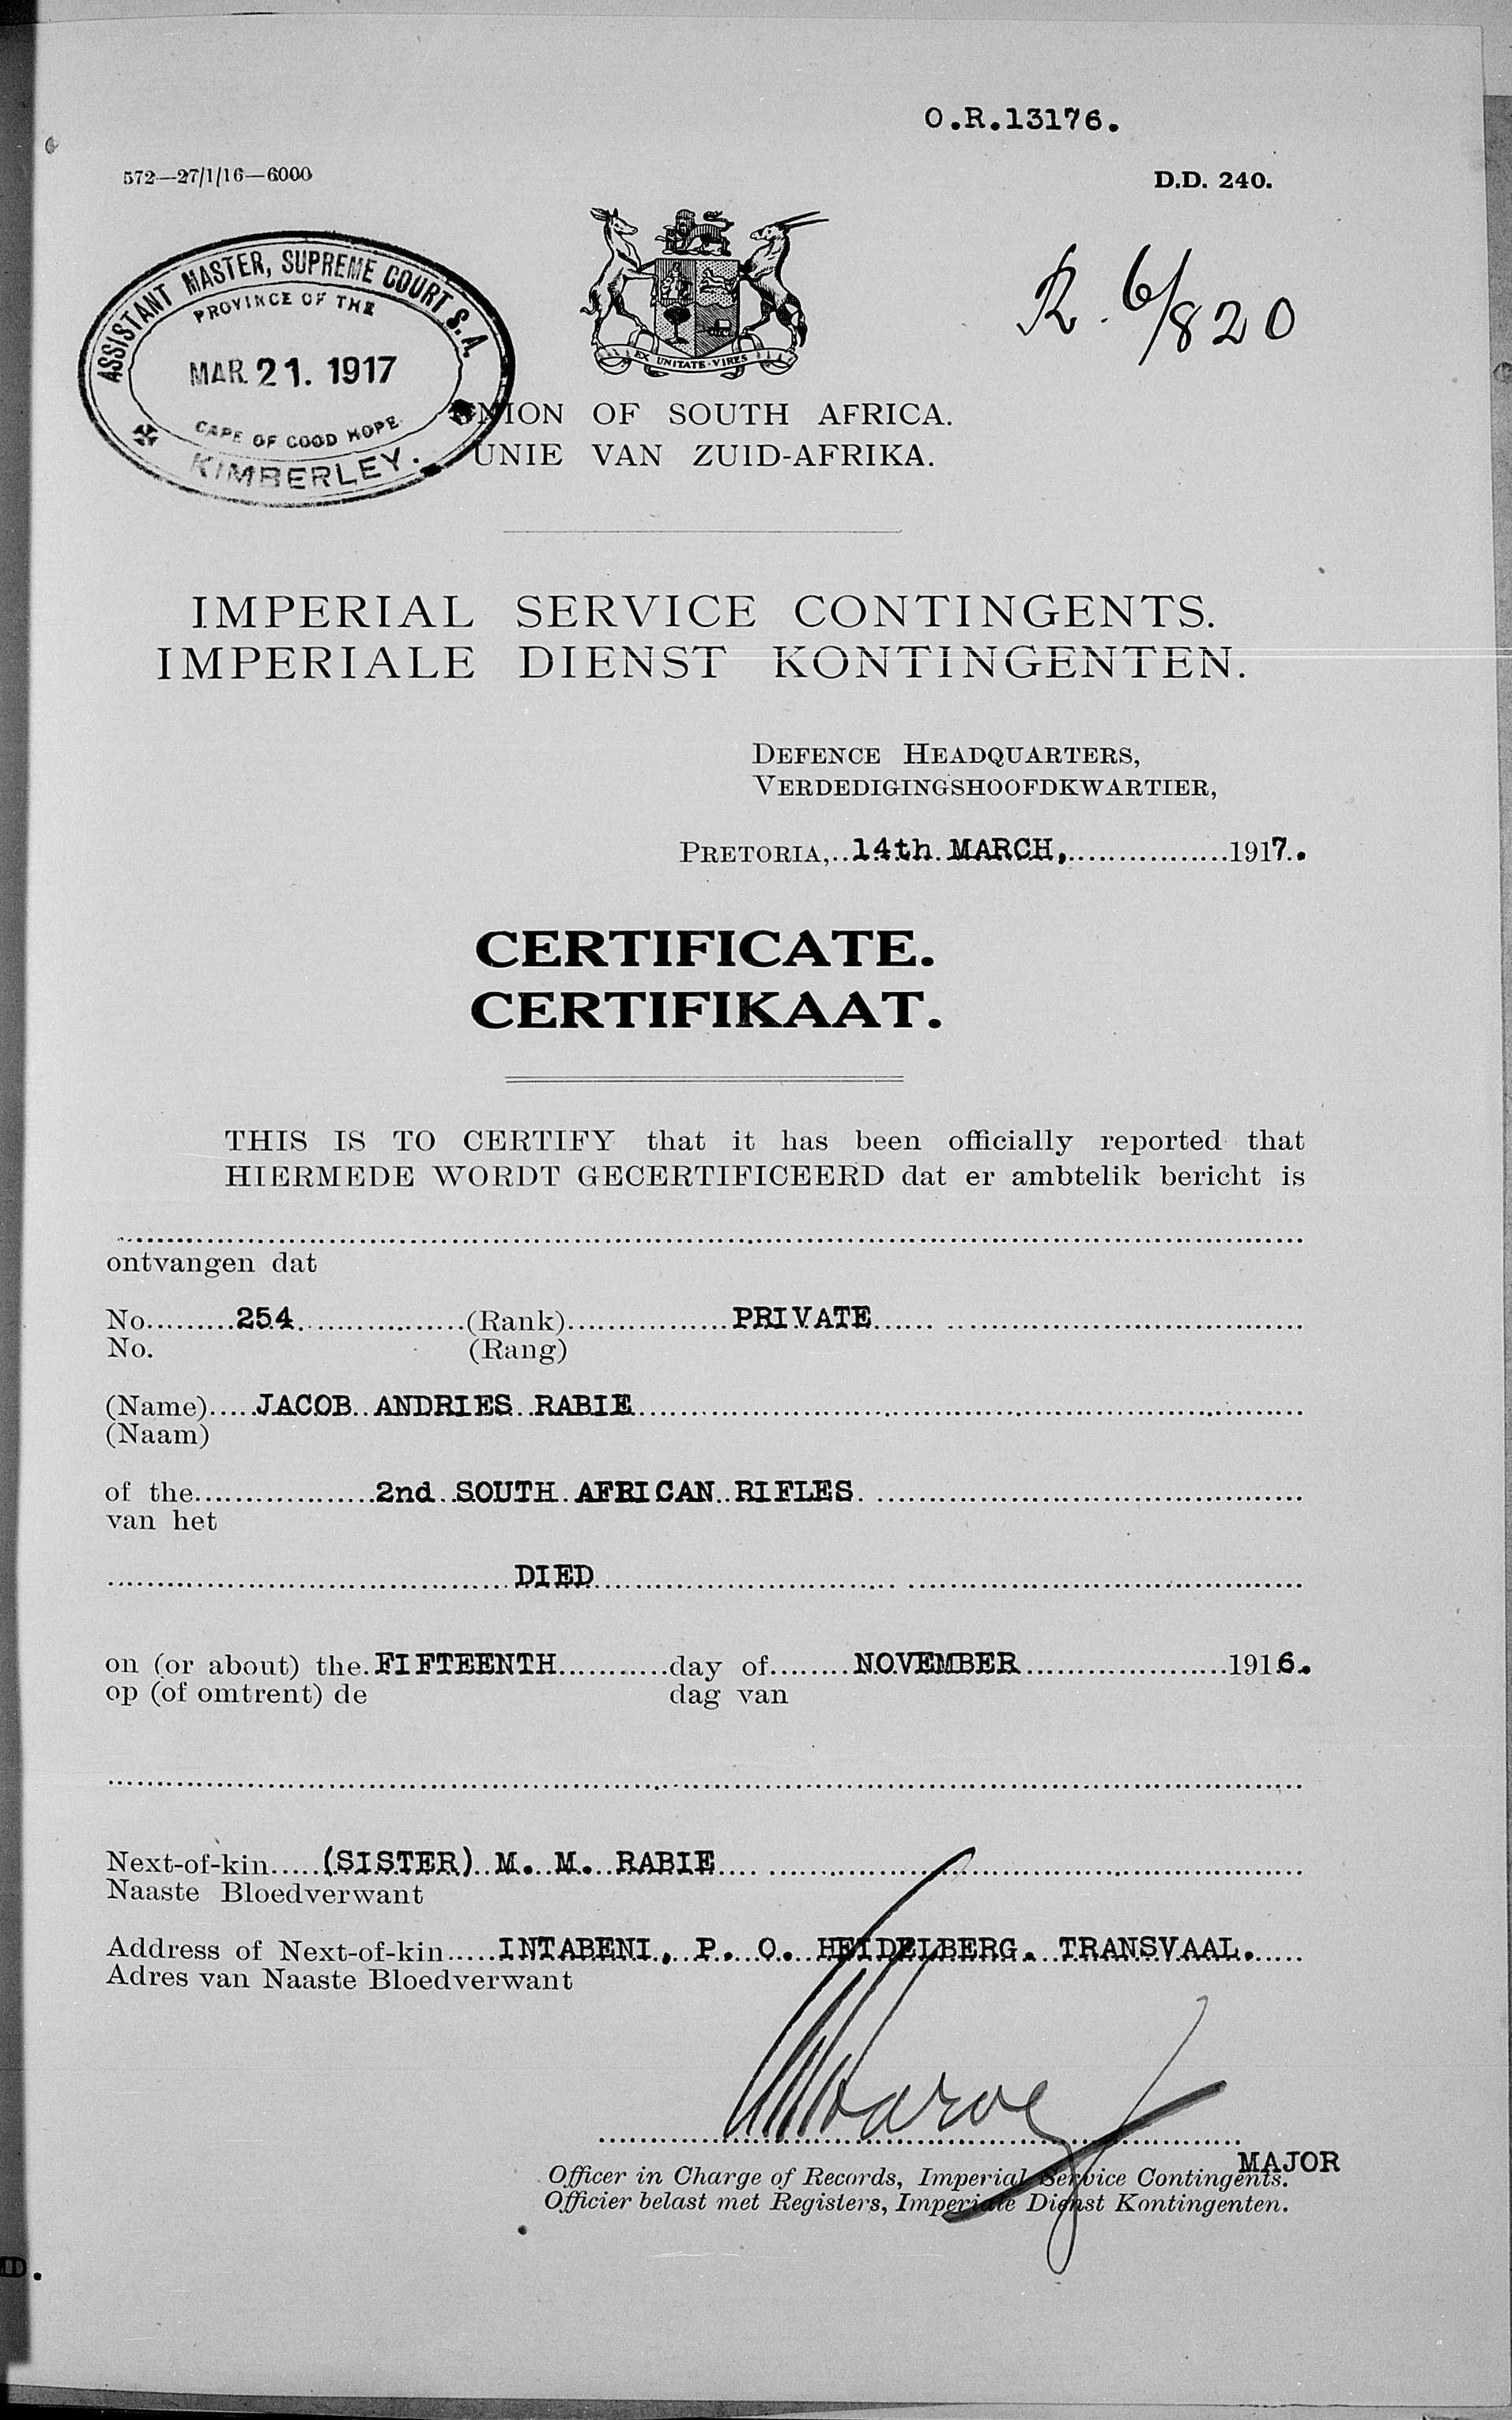 O.R.13176.
572—27/1/16—6000
D.D. 240.
R. 6/820
ASSISTANT MASTER, SUPREME COURT S.A.
PROVINCE OF THE
MAR. 21. 1917
CAPE OF GOOD HOPE
KIMBERLEY.
EX UNITATE·VIRES
UNION OF SOUTH AFRICA.
UNIE VAN ZUID-AFRIKA.
IMPERIAL SERVICE CONTINGENTS.
IMPERIALE DIENST KONTINGENTEN.
DEFENCE HEADQUARTERS,
VERDEDIGINGSHOOFDKWARTIER,
PRETORIA, 14th MARCH, 1917.
CERTIFICATE.
CERTIFIKAAT.
THIS IS TO CERTIFY that it has been officially reported that
HIERMEDE WORDT GECERTIFICEERD dat er ambtelik bericht is
ontvangen dat
No. 254 (Rank) PRIVATE
No. (Rang)
(Name) JACOB ANDRIES RABIE
(Naam)
of the 2nd SOUTH AFRICAN RIFLES
van het
DIED
on (or about) the FIFTEENTH day of NOVEMBER 1916.
op (of omtrent) de dag van
Next-of-kin (SISTER) M. M. RABIE
Naaste Bloedverwant
Address of Next-of-kin INTABENI, P. O. HEIDELBERG. TRANSVAAL.
Adres van Naaste Bloedverwant
MAJOR
Officer in Charge of Records, Imperial Service Contingents.
Officier belast met Registers, Imperiale Dienst Kontingenten.
D.